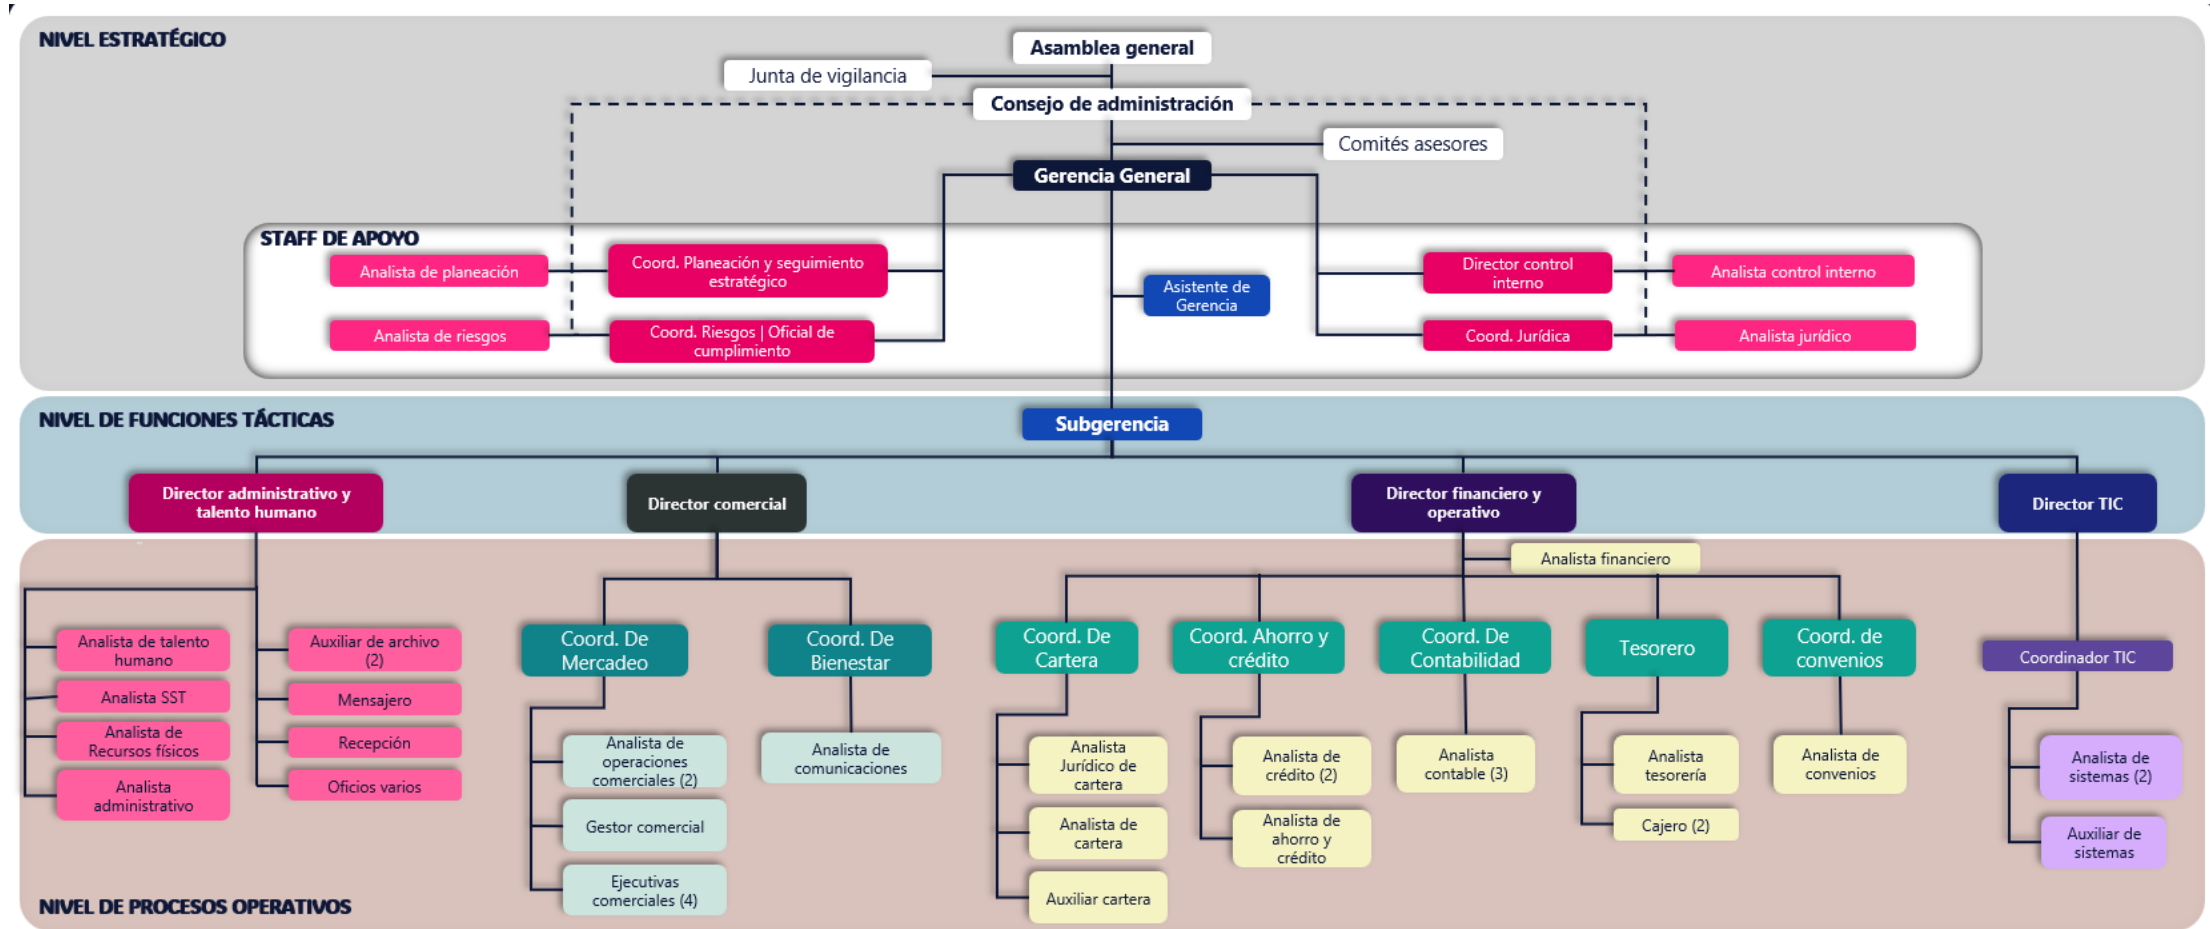 NIVEL ESTRATÉGICO
Asamblea general
Junta de vigilancia
Consejo de administración
Comités asesores
Gerencia General
STAFF DE APOYO
Analista de planeación
Coord. Planeación y seguimiento
estratégico
Director control
interno
Analista control interno
Asistente de
Gerencia
Analista de riesgos
Coord. Riesgos | Oficial de
cumplimiento
Coord. Jurídica
Analista jurídico
NIVEL DE FUNCIONES TÁCTICAS
Subgerencia
Director administrativo y
talento humano
Director comercial
Director financiero y
operativo
Director TIC
Analista financiero
Analista de talento
humano
Analista SST
Analista de
Recursos físicos
Analista
administrativo
Auxiliar de archivo
(2)
Mensajero
Recepción
Oficios varios
Coord. De
Mercadeo
Analista de
operaciones
comerciales (2)
Gestor comercial
Ejecutivas
comerciales (4)
Coord. De
Bienestar
Analista de
comunicaciones
Coord. De
Cartera
Analista
Jurídico de
cartera
Analista de
cartera
Auxiliar cartera
Coord. Ahorro y
crédito
Analista de
crédito (2)
Analista de
ahorro y
crédito
Coord. De
Contabilidad
Analista
contable (3)
Tesorero
Analista
tesorería
Cajero (2)
Coord. de
convenios
Analista de
convenios
Coordinador TIC
Analista de
sistemas (2)
Auxiliar de
sistemas
NIVEL DE PROCESOS OPERATIVOS